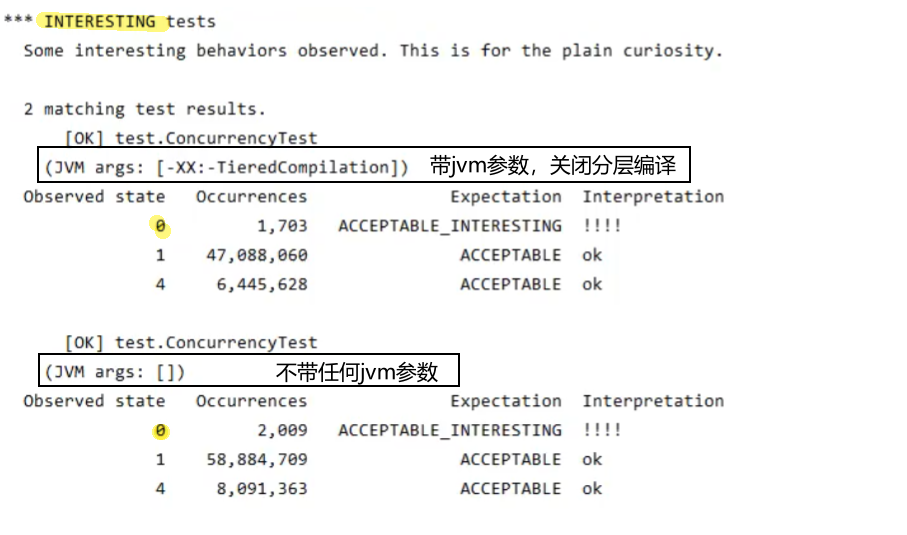 *** INTERESTING tests
Some interesting behaviors observed. This is for the plain curiosity.
2 matching test results.
[OK] test.ConcurrencyTest
(JVM args: [-XX:-TieredCompilation]) 带jvm参数，关闭分层编译
Observed state Occurrences Expectation Interpretation
0 1,703 ACCEPTABLE_INTERESTING !!!!
1 47,088,060 ACCEPTABLE ok
4 6,445,628 ACCEPTABLE ok
[OK] test.ConcurrencyTest
(JVM args: []) 不带任何jvm参数
Observed state Occurrences Expectation Interpretation
0 2,009 ACCEPTABLE_INTERESTING !!!!
1 58,884,709 ACCEPTABLE ok
4 8,091,363 ACCEPTABLE ok